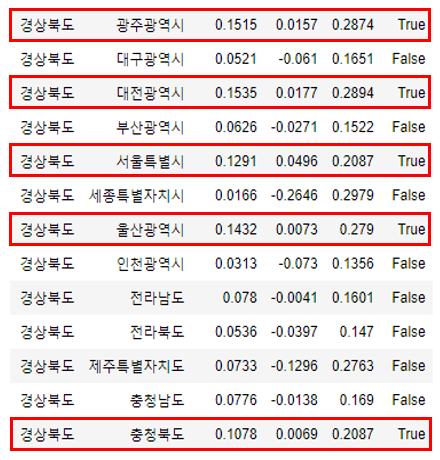 경상북도 광주광역시 0.1515 0.0157 0.2874 True
경상북도 대구광역시 0.0521 -0.061 0.1651 False
경상북도 대전광역시 0.1535 0.0177 0.2894 True
경상북도 부산광역시 0.0626 -0.0271 0.1522 False
경상북도 서울특별시 0.1291 0.0496 0.2087 True
경상북도 세종특별자치시 0.0166 -0.2646 0.2979 False
경상북도 울산광역시 0.1432 0.0073 0.279 True
경상북도 인천광역시 0.0313 -0.073 0.1356 False
경상북도 전라남도 0.078 -0.0041 0.1601 False
경상북도 전라북도 0.0536 -0.0397 0.147 False
경상북도 제주특별자치도 0.0733 -0.1296 0.2763 False
경상북도 충청남도 0.0776 -0.0138 0.169 False
경상북도 충청북도 0.1078 0.0069 0.2087 True